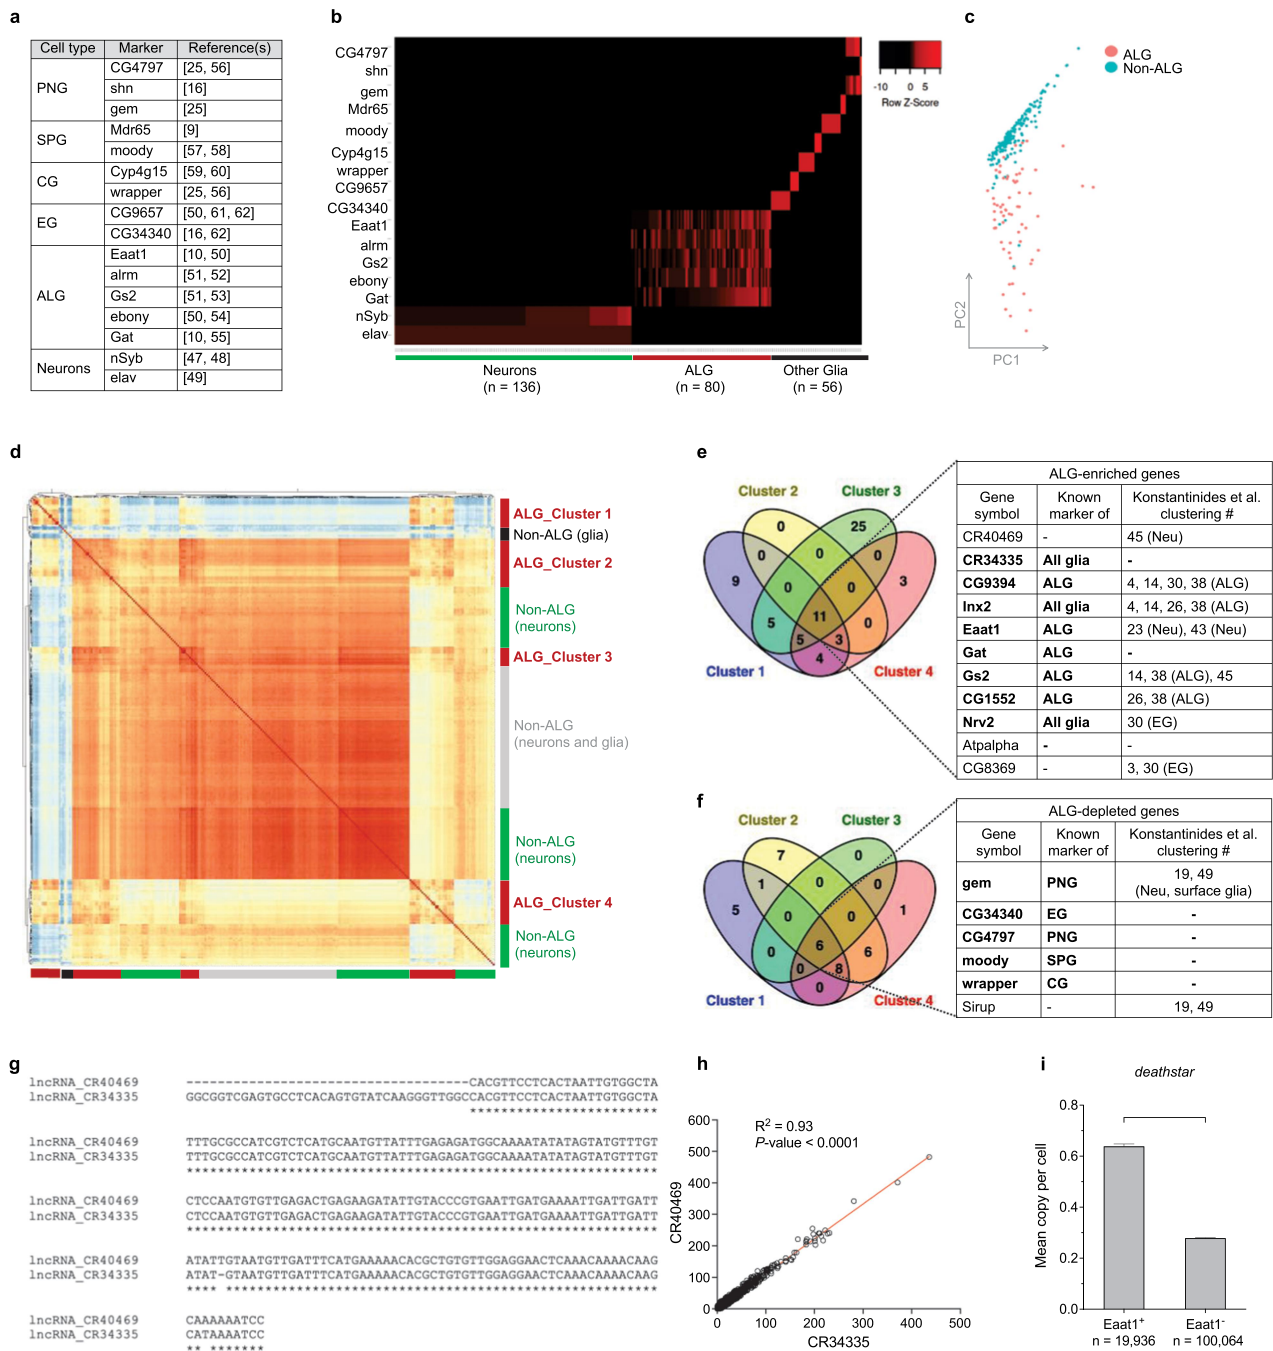 a
Cell type Marker Reference(s)
PNG
CG4797 [25, 56]
shn [16]
gem [25]
SPG
Mdr65 [9]
moody [57, 58]
CG
Cyp4g15 [59, 60]
wrapper [25, 56]
EG
CG9657 [50, 61, 62]
CG34340 [16, 62]
ALG
Eaat1 [10, 50]
alrm [51, 52]
Gs2 [51, 53]
ebony [50, 54]
Gat [10, 55]
Neurons
nSyb [47, 48]
elav [49]
b
CG4797
shn
gem
Mdr65
moody
Cyp4g15
wrapper
CG9657
CG34340
Eaat1
alrm
Gs2
ebony
Gat
nSyb
elav
Neurons
(n = 136)
ALG
(n = 80)
Other Glia
(n = 56)
-10 0 5
Row Z-Score
c
ALG
Non-ALG
PC2
PC1
d
ALG_Cluster 1
Non-ALG (glia)
ALG_Cluster 2
Non-ALG
(neurons)
ALG_Cluster 3
Non-ALG
(neurons and glia)
Non-ALG
(neurons)
ALG_Cluster 4
Non-ALG
(neurons)
e
Cluster 2 Cluster 3
0 25
9 0 0 0 3
0 0
5 11 0
5 3
4
Cluster 1 Cluster 4
ALG-enriched genes
Gene symbol Known marker of Konstantinides et al. clustering #
CR40469 - 45 (Neu)
CR34335 All glia -
CG9394 ALG 4, 14, 30, 38 (ALG)
Inx2 All glia 4, 14, 26, 38 (ALG)
Eaat1 ALG 23 (Neu), 43 (Neu)
Gat ALG -
Gs2 ALG 14, 38 (ALG), 45
CG1552 ALG 26, 38 (ALG)
Nrv2 All glia 30 (EG)
Atpalpha - -
CG8369 - 3, 30 (EG)
f
Cluster 2 Cluster 3
7 0
5 1 0 0 1
0 0
0 6 6
0 8
0
Cluster 1 Cluster 4
ALG-depleted genes
Gene symbol Known marker of Konstantinides et al. clustering #
gem PNG 19, 49
(Neu, surface glia)
CG34340 EG -
CG4797 PNG -
moody SPG -
wrapper CG -
Sirup - 19, 49
g
lncRNA_CR40469 ------------------------------------CACGTTCCTCACTAATTGTGGCTA
lncRNA_CR34335 GGCGGTCGAGTGCCTCACAGTGTATCAAGGGTTGGCCACGTTCCTCACTAATTGTGGCTA
************************
lncRNA_CR40469 TTTGCGCCATCGTCTCATGCAATGTTATTTGAGAGATGGCAAAATATATAGTATGTTTGT
lncRNA_CR34335 TTTGCGCCATCGTCTCATGCAATGTTATTTGAGAGATGGCAAAATATATAGTATGTTTGT
************************************************************
lncRNA_CR40469 CTCCAATGTGTTGAGACTGAGAAGATATTGTACCCGTGAATTGATGAAAATTGATTGATT
lncRNA_CR34335 CTCCAATGTGTTGAGACTGAGAAGATATTGTACCCGTGAATTGATGAAAATTGATTGATT
************************************************************
lncRNA_CR40469 ATATTGTAATGTTGATTTCATGAAAAACACGCTGTGTTGGAGGAACTCAAACAAAACAAG
lncRNA_CR34335 ATAT-GTAATGTTGATTTCATGAAAAACACGCTGTGTTGGAGGAACTCAAACAAAACAAG
**** *******************************************************
lncRNA_CR40469 CAAAAAATCC
lncRNA_CR34335 CATAAAATCC
** *******
h
R2 = 0.93
P-value < 0.0001
CR40469
600
500
400
300
200
100
0
0 100 200 300 400 500
CR34335
i
deathstar
Mean copy per cell
0.8
0.6
0.4
0.2
0.0
Eaat1+ Eaat1-
n = 19,936 n = 100,064